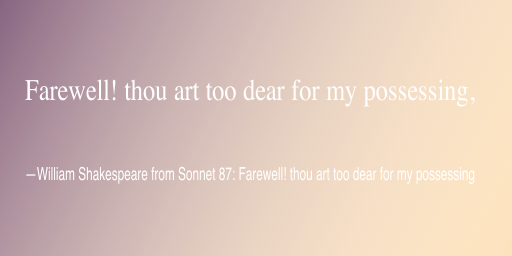 Farewell! thou art too dear for my possessing,
—William Shakespeare from Sonnet 87: Farewell! thou art too dear for my possessing